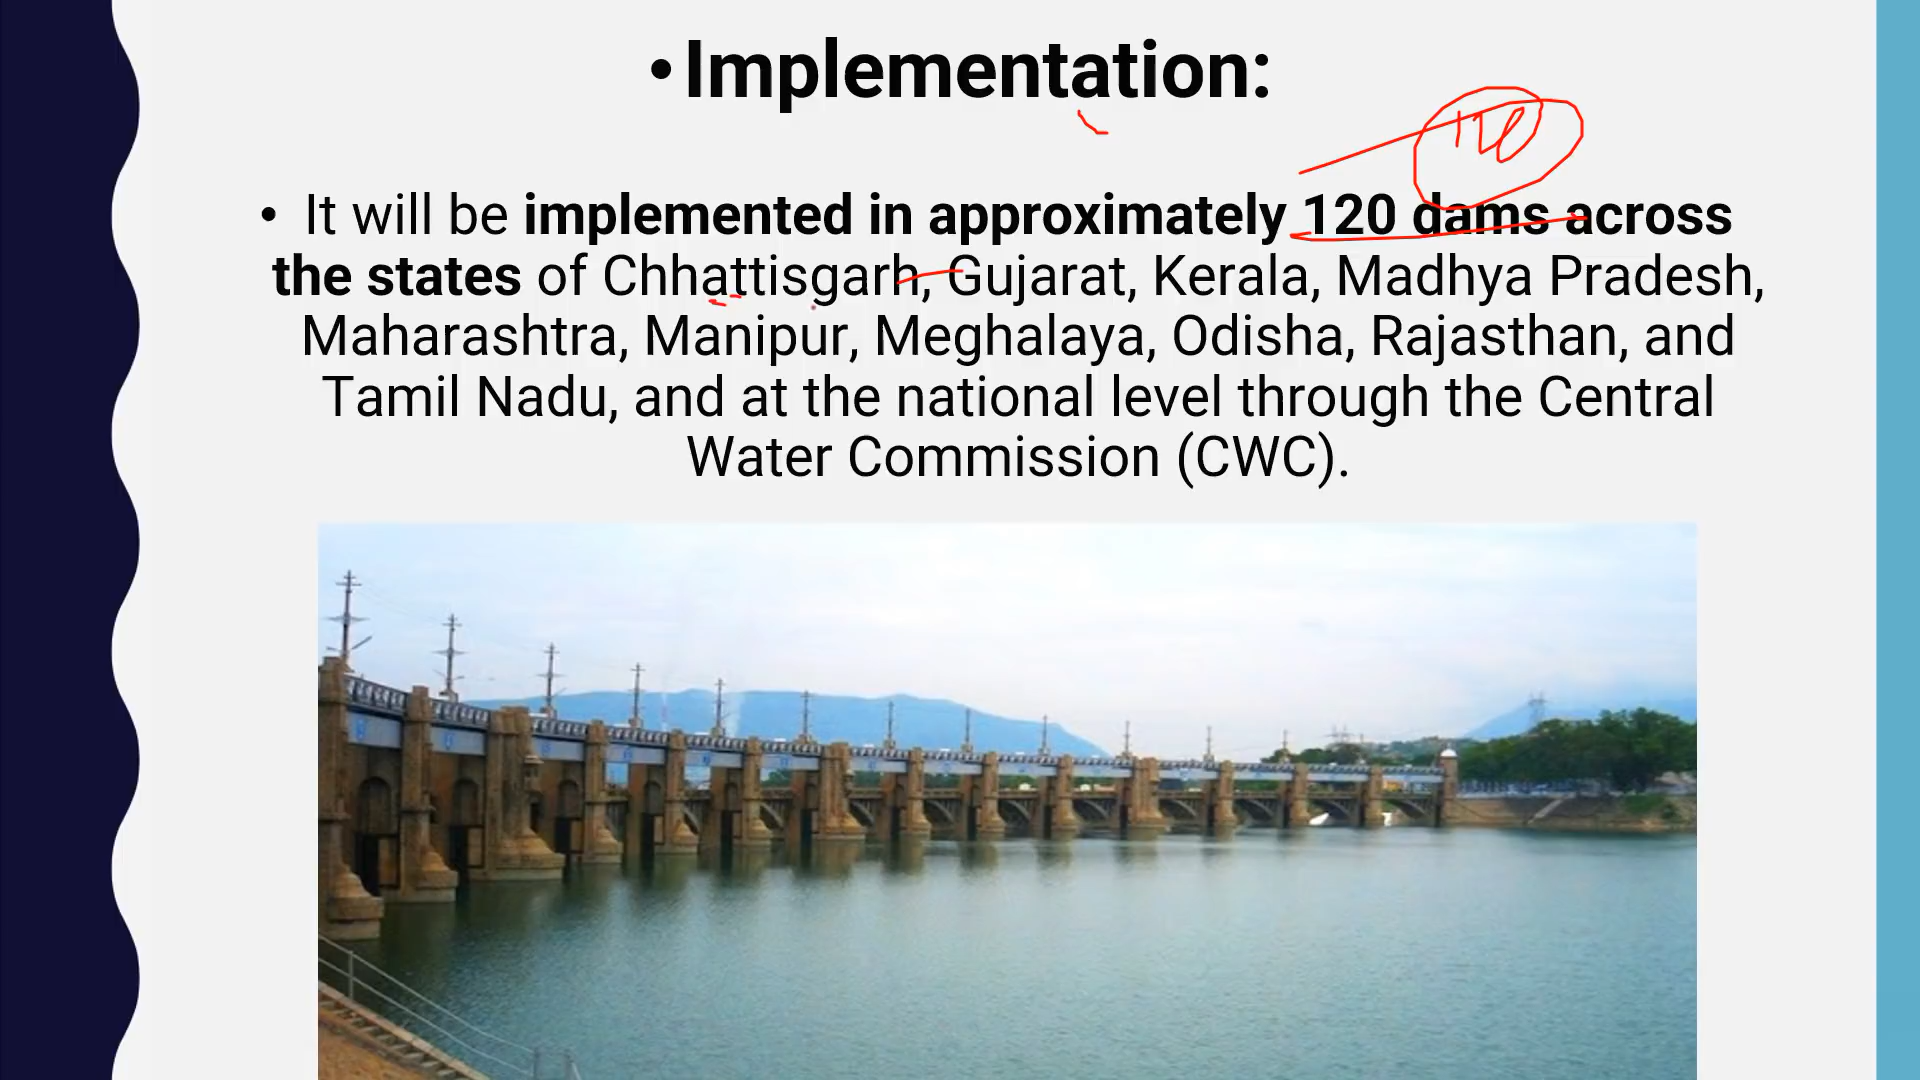 •Implementation:
120
• It will be implemented in approximately 120 dams across
the states of Chhattisgarh, Gujarat, Kerala, Madhya Pradesh,
Maharashtra, Manipur, Meghalaya, Odisha, Rajasthan, and
Tamil Nadu, and at the national level through the Central
Water Commission (CWC).